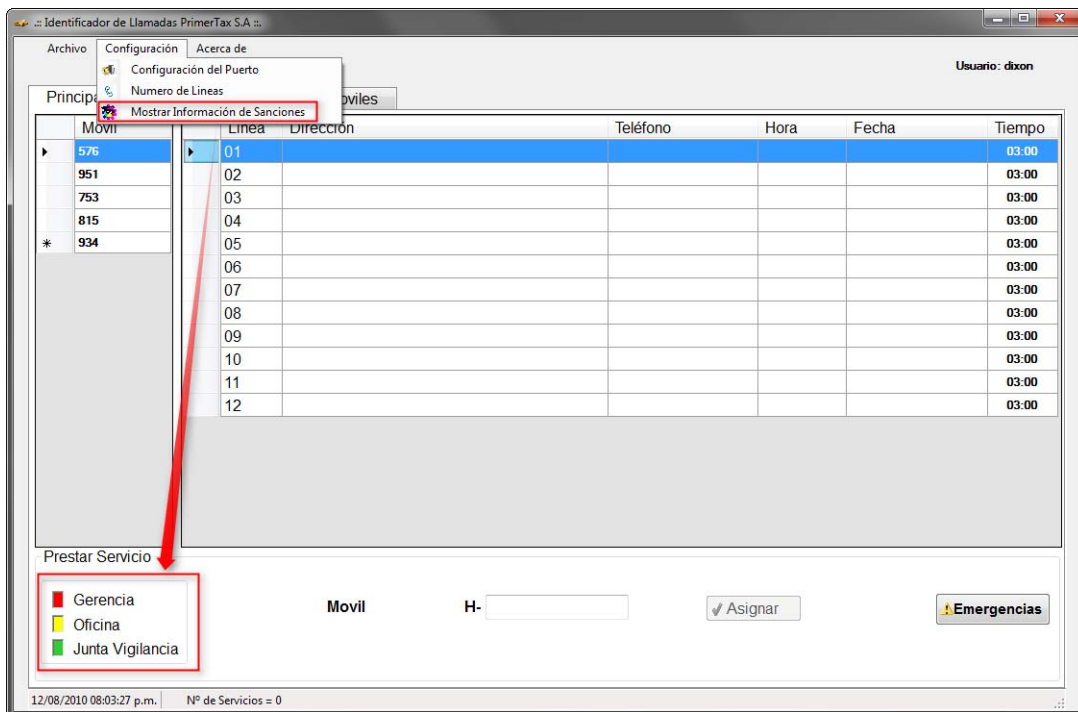 .:: Identificador de Llamadas PrimerTax S.A ::.
Archivo Configuración Acerca de
Usuario: dixon
Configuración del Puerto
Numero de Lineas
Mostrar Información de Sanciones
Principa oviles
Movil Linea Dirección Teléfono Hora Fecha Tiempo
576 01 03:00
951 02 03:00
753 03 03:00
815 04 03:00
934 05 03:00
06 03:00
07 03:00
08 03:00
09 03:00
10 03:00
11 03:00
12 03:00
Prestar Servicio
Gerencia
Oficina
Junta Vigilancia
Movil H- Asignar Emergencias
12/08/2010 08:03:27 p.m. Nº de Servicios = 0